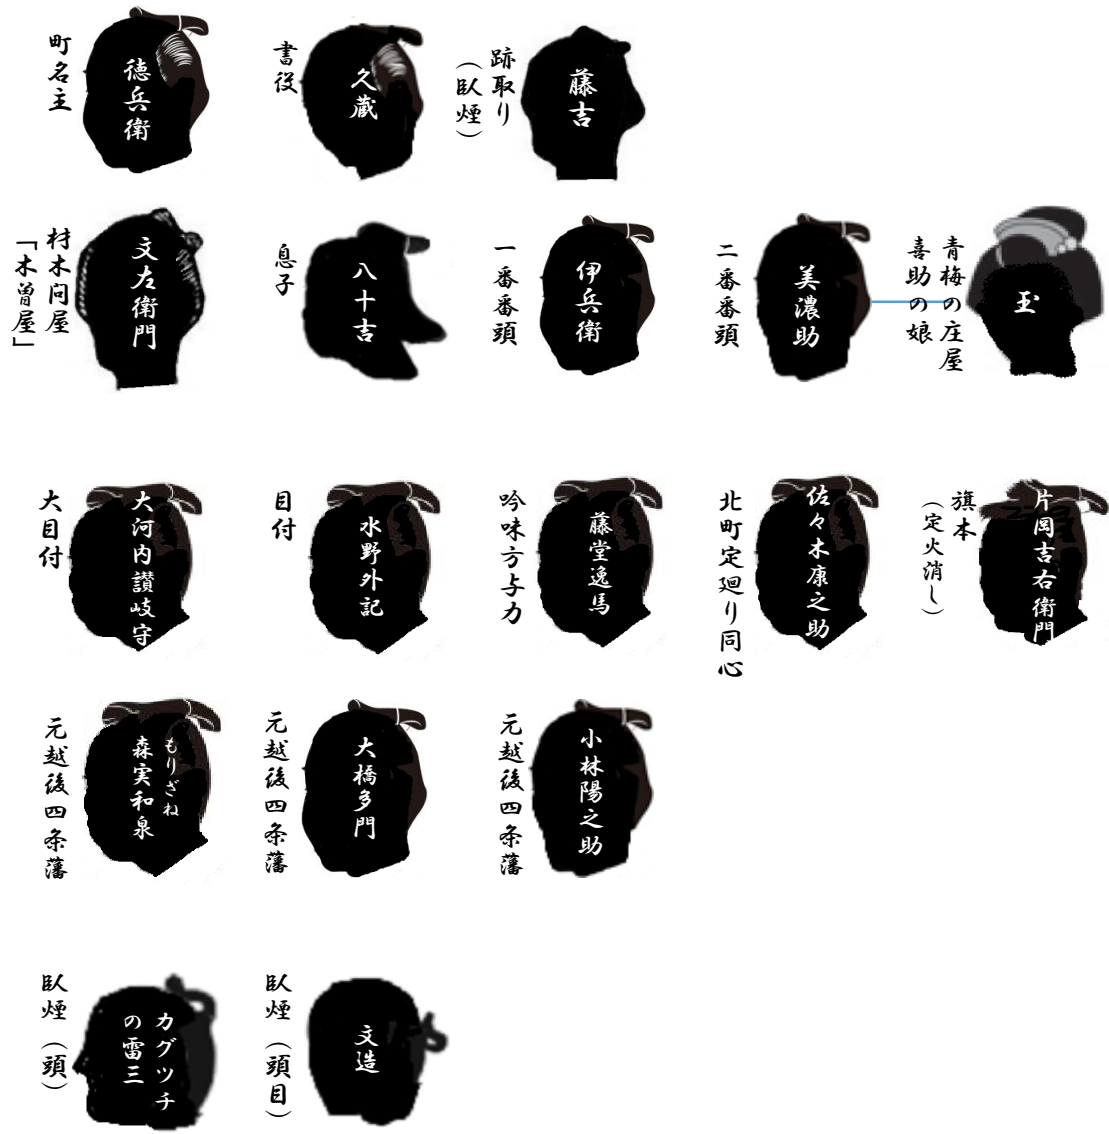 町名主
徳兵衛
書役
久蔵
跡取り
（臥煙）
藤吉
材木問屋
「木曽屋」
文左衛門
息子
八十吉
一番番頭
伊兵衛
二番番頭
美濃助
青梅の庄屋
喜助の娘
玉
大目付
大河内讃岐守
目付
水野外記
吟味方与力
藤堂逸馬
北町定廻り同心
佐々木康之助
旗本
（定火消し）
片岡吉右衛門
元越後四条藩
もりざね
森実和泉
元越後四条藩
大橋多門
元越後四条藩
小林陽之助
臥煙（頭）
カグツチ
の雷三
臥煙（頭目）
文造